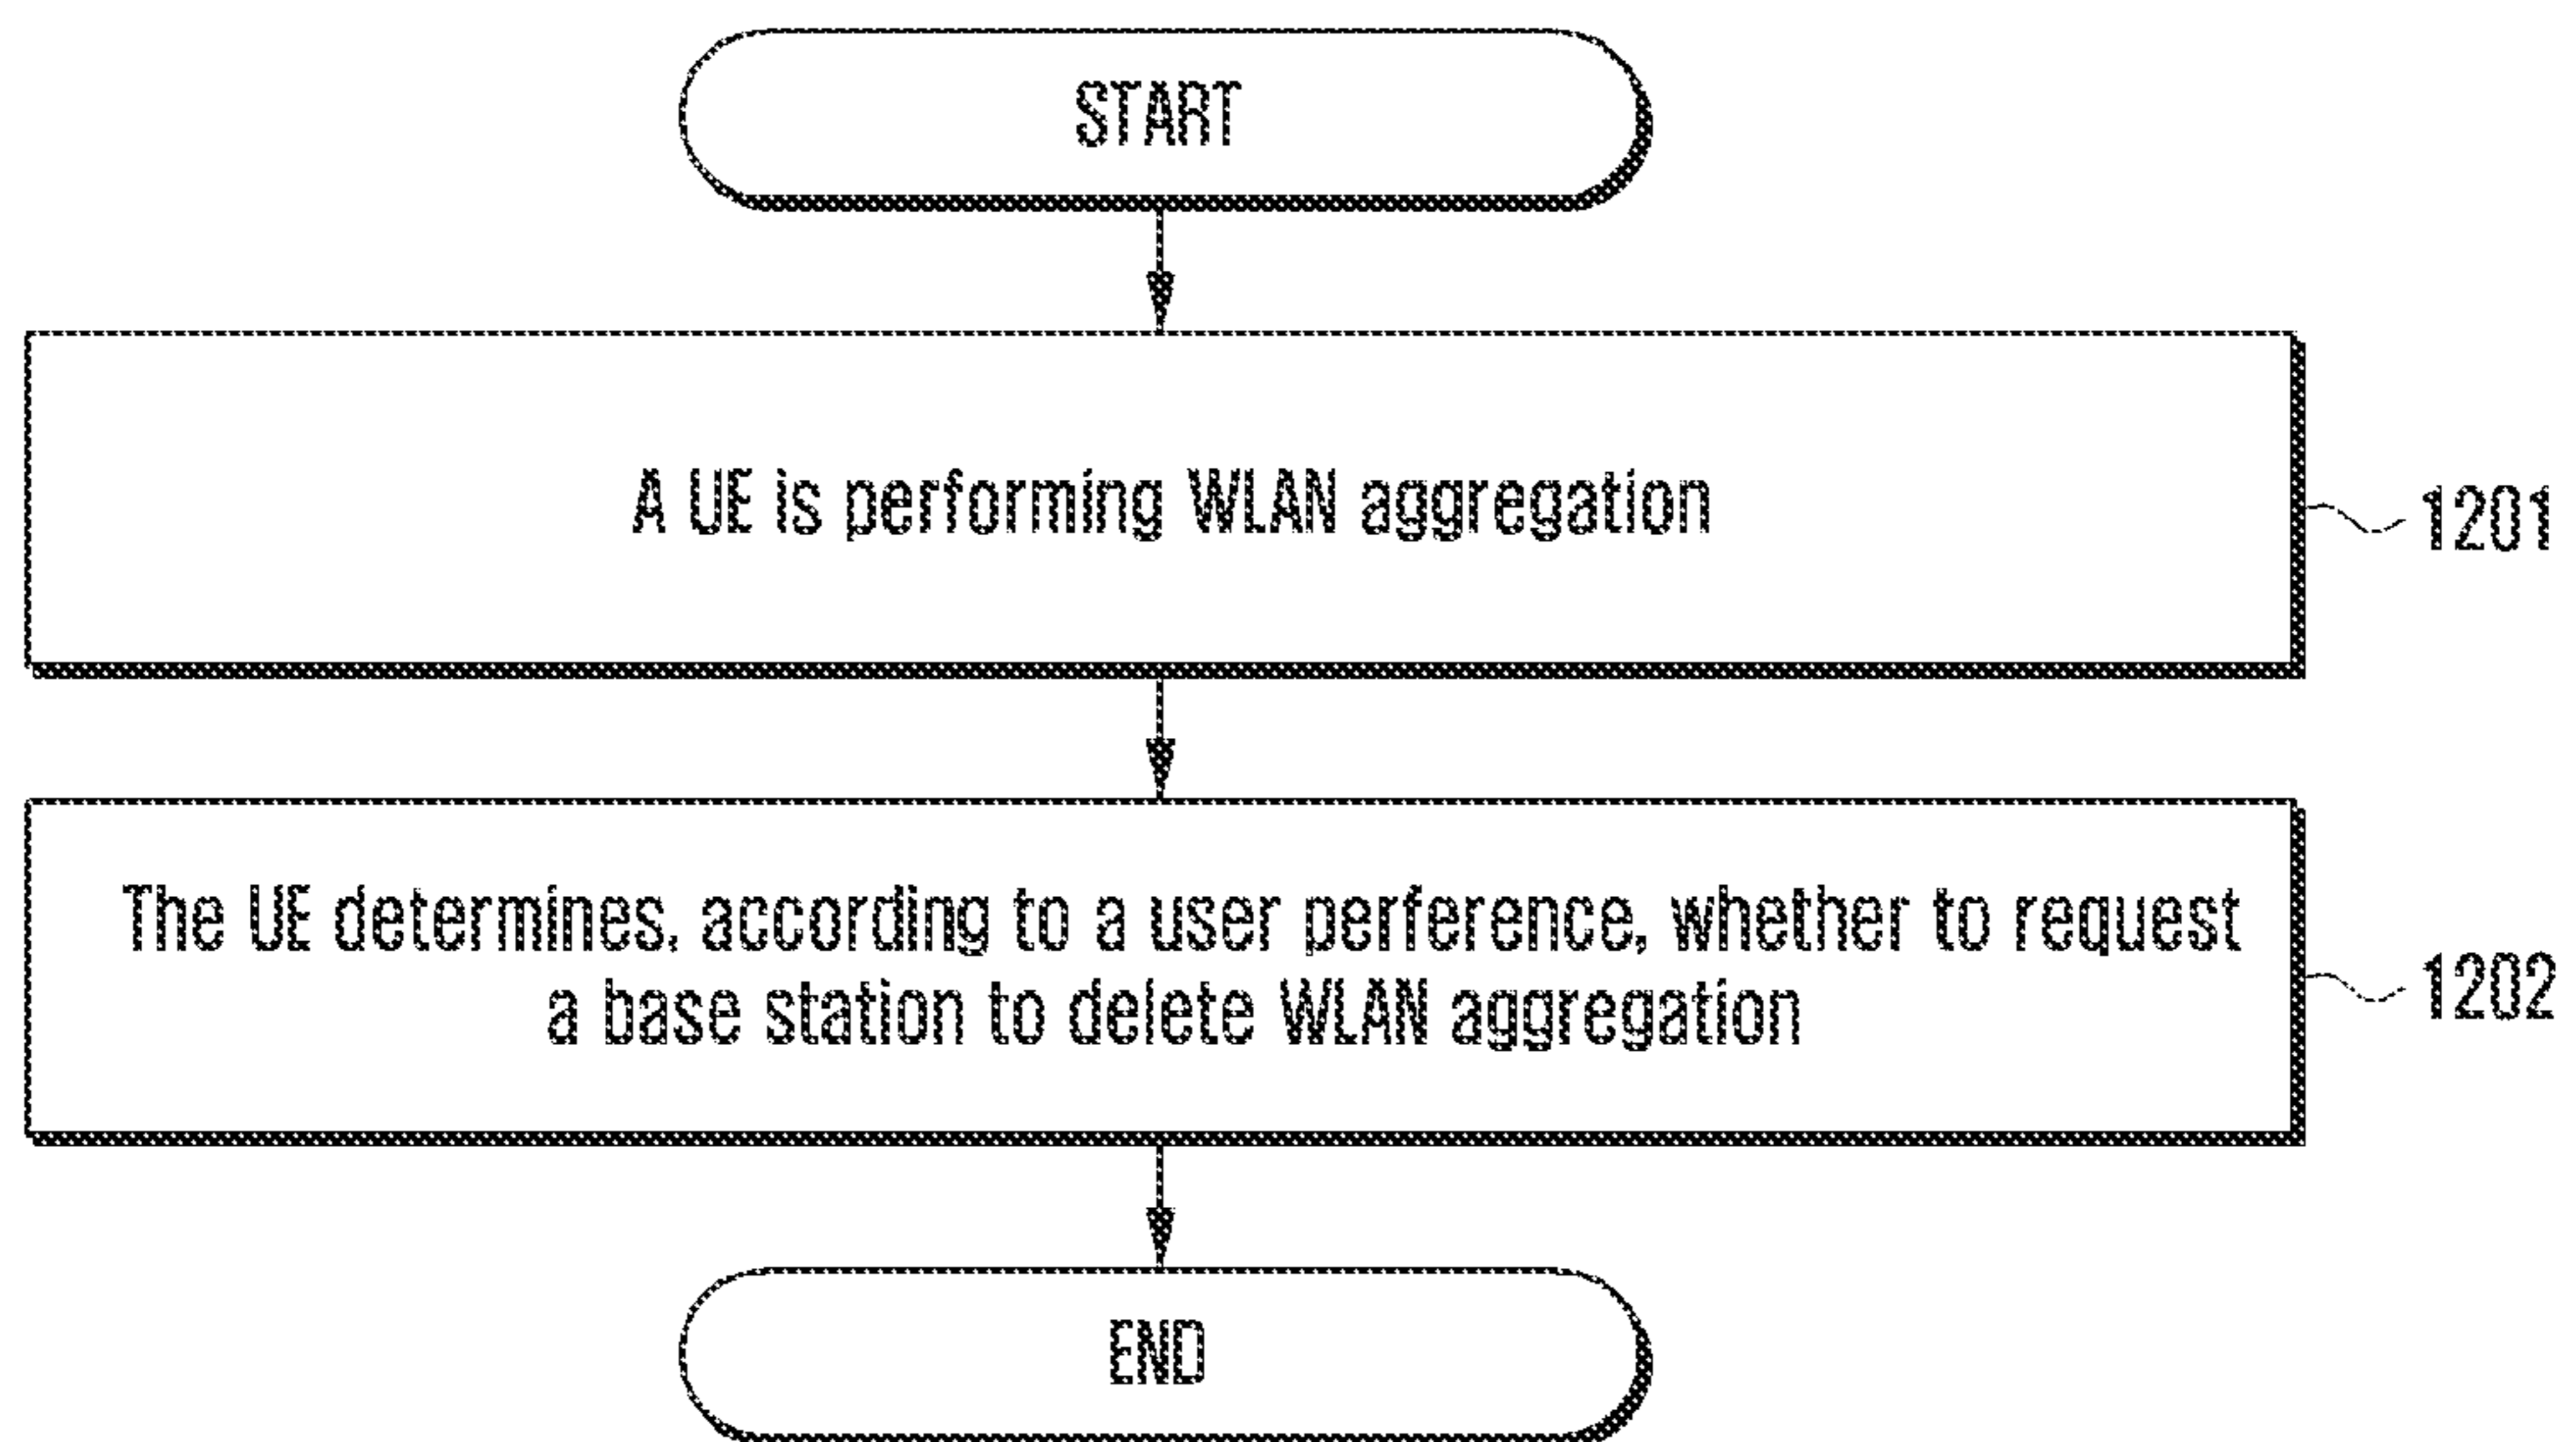 START
A UE is performing WLAN aggregation
1201
The UE determines, according to a user perference, whether to request
a base station to delete WLAN aggregation
1202
END